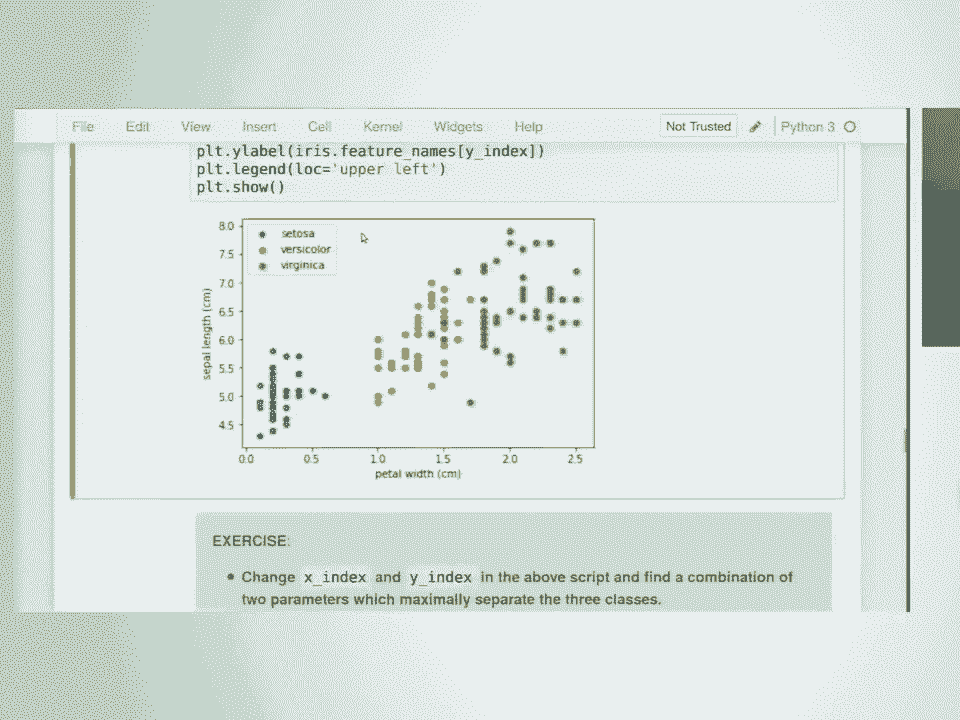 File Edit View Insert Cell Kernel Widgets Help Not Trusted Python 3
plt.ylabel(iris.feature_names[y_index])
plt.legend(loc='upper left')
plt.show()
8.0
7.5
7.0
6.5
6.0
5.5
5.0
4.5
sepal length (cm)
setosa
versicolor
virginica
0.0 0.5 1.0 1.5 2.0 2.5
petal width (cm)
EXERCISE:
• Change x_index and y_index in the above script and find a combination of
two parameters which maximally separate the three classes.